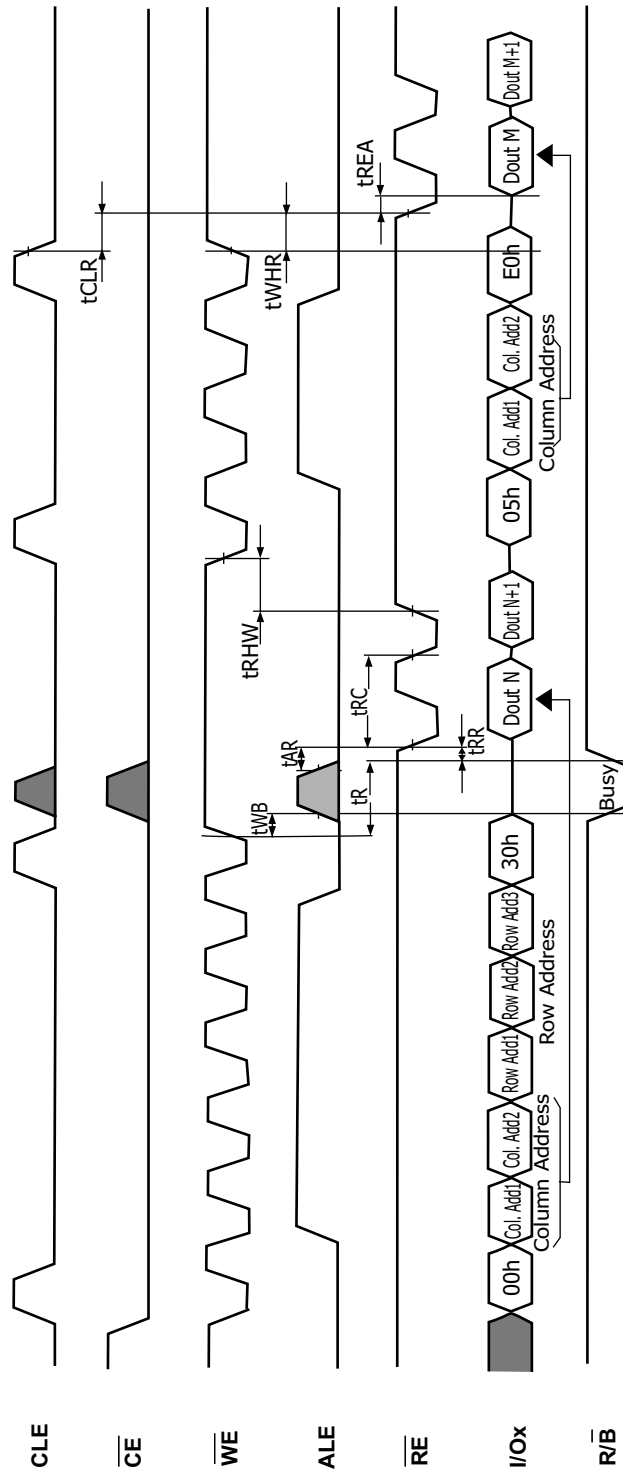 CLE
CE
WE
ALE
RE
I/Ox
R/B
tCLR
tWHR
tWB
tAR
tRHW
tREA
tR
tRC
tRR
00h
Col. Add1
Col. Add2
Row Add1
Row Add2
Row Add3
30h
Dout N
Dout N+1
05h
Col. Add1
Col. Add2
E0h
Dout M
Dout M+1
Column Address
Row Address
Column Address
Busy